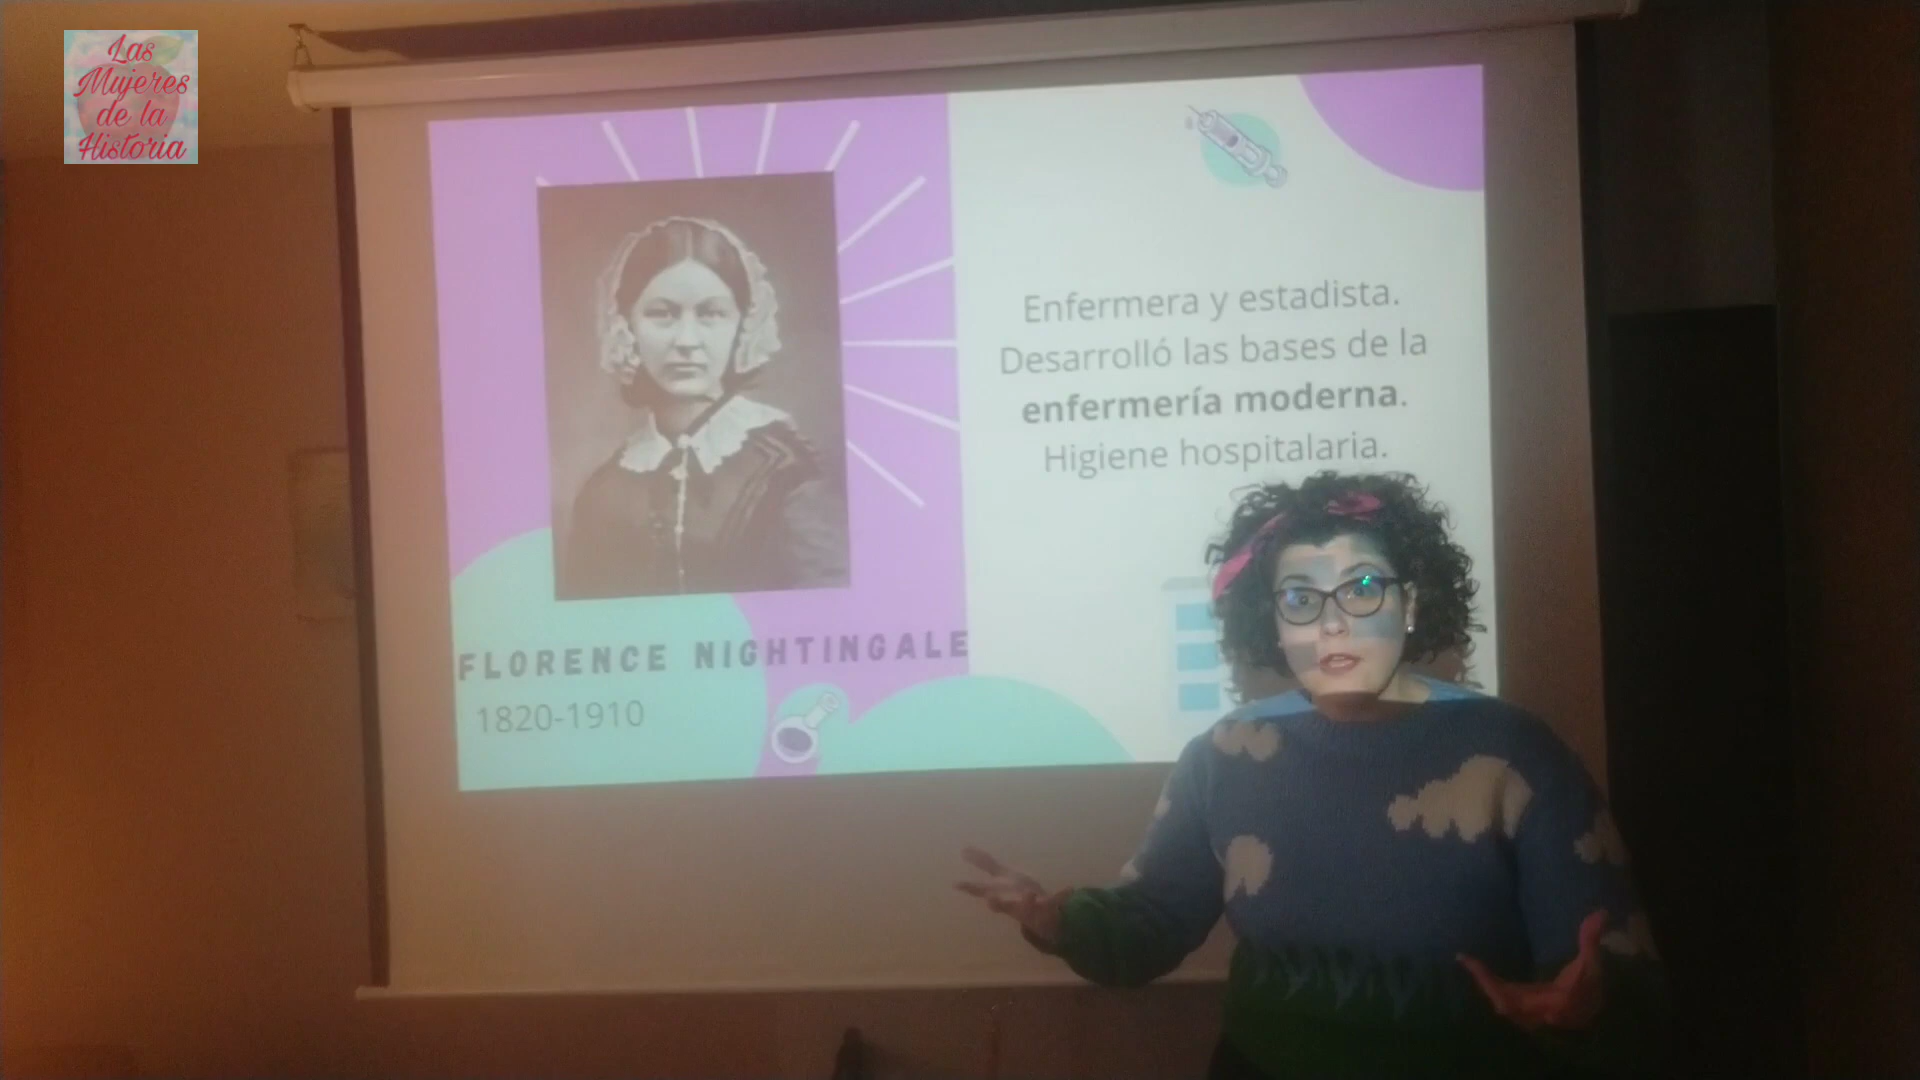 Las
Mujeres
de la
Historia
Enfermera y estadista.
Desarrolló las bases de la
enfermería moderna.
Higiene hospitalaria.
FLORENCE NIGHTINGALE
1820-1910